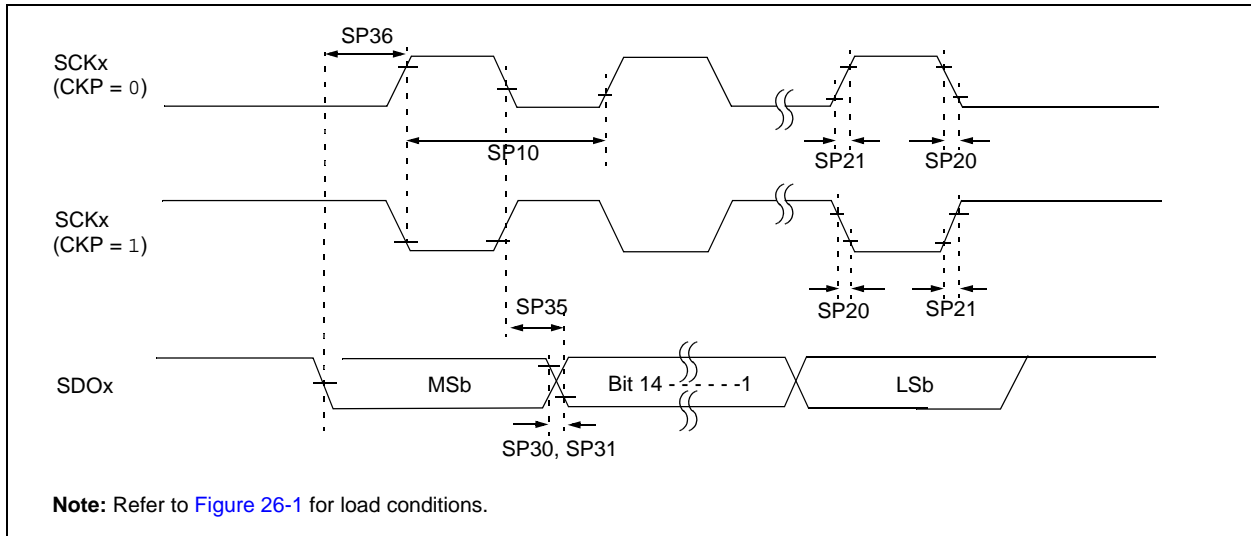 SP36
SCKx
(CKP = 0)
SP10
SP21
SP20
SCKx
(CKP = 1)
SP35
SP20
SP21
SDOx
MSb
Bit 14 - - - - - -1
LSb
SP30, SP31
Note: Refer to Figure 26-1 for load conditions.